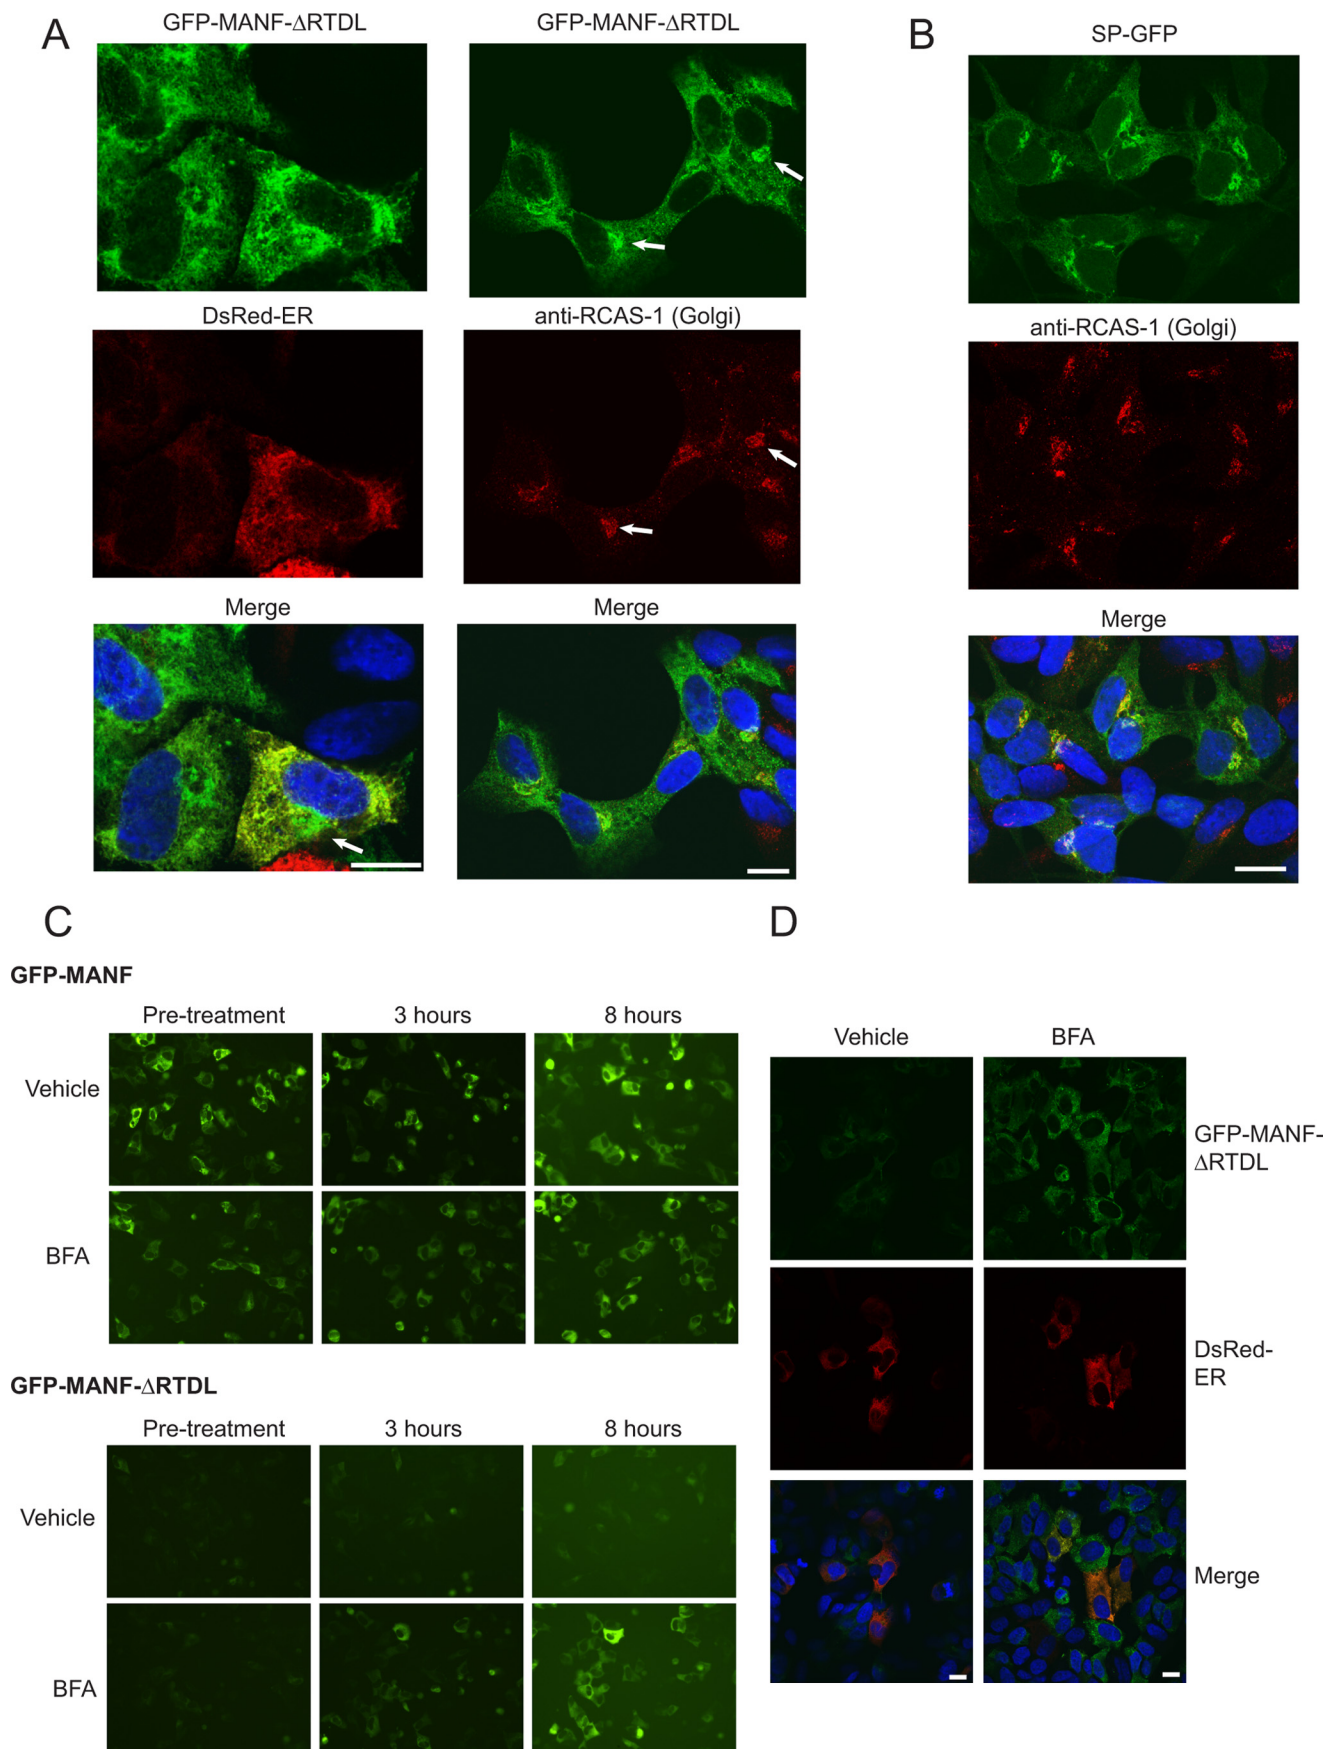 A
GFP-MANF-ΔRTDL
GFP-MANF-ΔRTDL
B
SP-GFP
DsRed-ER
anti-RCAS-1 (Golgi)
anti-RCAS-1 (Golgi)
Merge
Merge
Merge
C
GFP-MANF
Pre-treatment
3 hours
8 hours
Vehicle
BFA
GFP-MANF-ΔRTDL
Pre-treatment
3 hours
8 hours
Vehicle
BFA
D
Vehicle
BFA
GFP-MANF-
ΔRTDL
DsRed-
ER
Merge